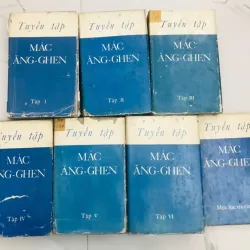 Tuyển tập
MÁC
ĂNG-GHEN
Tập I
Tuyển tập
MÁC
ĂNG-GHEN
Tập II
Tuyển tập
MÁC
ĂNG-GHEN
Tập III
Tuyển tập
MÁC
ĂNG-GHEN
Tập IV
Tuyển tập
MÁC
ĂNG-GHEN
Tập V
Tuyển tập
MÁC
ĂNG-GHEN
Tập VI
Tuyển tập
MÁC
ĂNG-GHEN
Mục lục